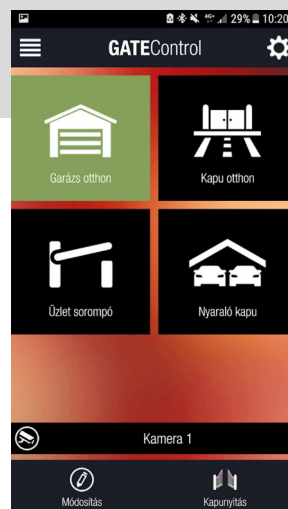 29% 10:20
GATEControl
Garázs otthon
Kapu otthon
Üzlet sorompó
Nyaraló kapu
Kamera 1
Módosítás
Kapunyitás